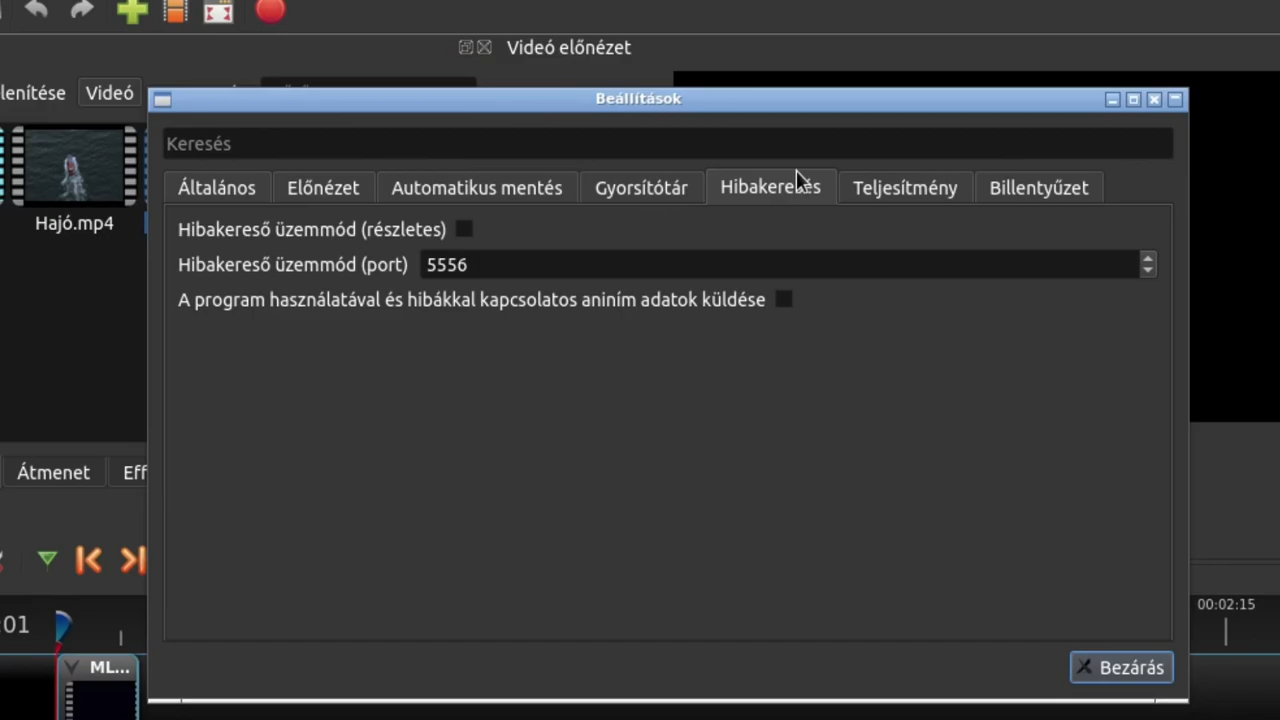 Videó előnézet
lenítése Videó
Beállítások
Keresés
Általános Előnézet Automatikus mentés Gyorsítótár Hibakeresés Teljesítmény Billentyűzet
Hajó.mp4
Hibakereső üzemmód (részletes)
Hibakereső üzemmód (port) 5556
A program használatával és hibákkal kapcsolatos aniním adatok küldése
Átmenet Eff
:01
00:02:15
ML...
Bezárás